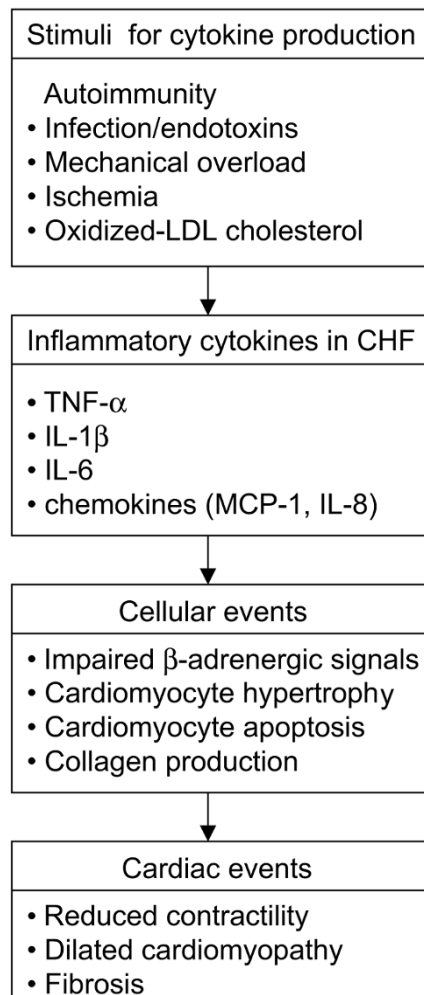 Stimuli for cytokine production
Autoimmunity
• Infection/endotoxins
• Mechanical overload
• Ischemia
• Oxidized-LDL cholesterol
Inflammatory cytokines in CHF
• TNF-α
• IL-1β
• IL-6
• chemokines (MCP-1, IL-8)
Cellular events
• Impaired β-adrenergic signals
• Cardiomyocyte hypertrophy
• Cardiomyocyte apoptosis
• Collagen production
Cardiac events
• Reduced contractility
• Dilated cardiomyopathy
• Fibrosis